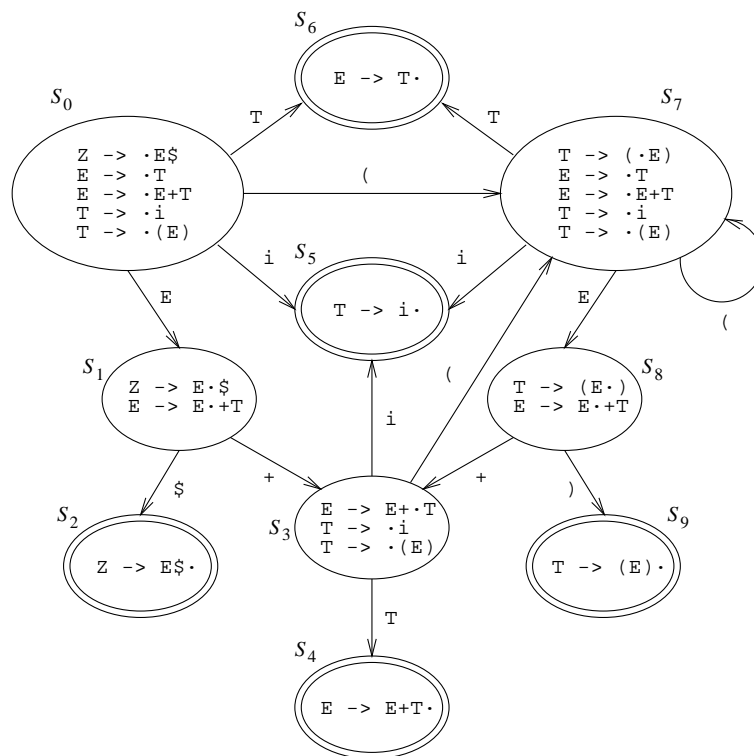 S6
E -> T·
S0
S7
T
T
Z -> ·E$
E -> ·T
E -> ·E+T
T -> ·i
T -> ·(E)
(
T -> (·E)
E -> ·T
E -> ·E+T
T -> ·i
T -> ·(E)
i
S5
i
T -> i·
E
E
(
S1
(
S8
Z -> E·$
E -> E·+T
T -> (E·)
E -> E·+T
i
$
+
+
)
S2
S3
E -> E+·T
T -> ·i
T -> ·(E)
S9
Z -> E$·
T -> (E)·
T
S4
E -> E+T·